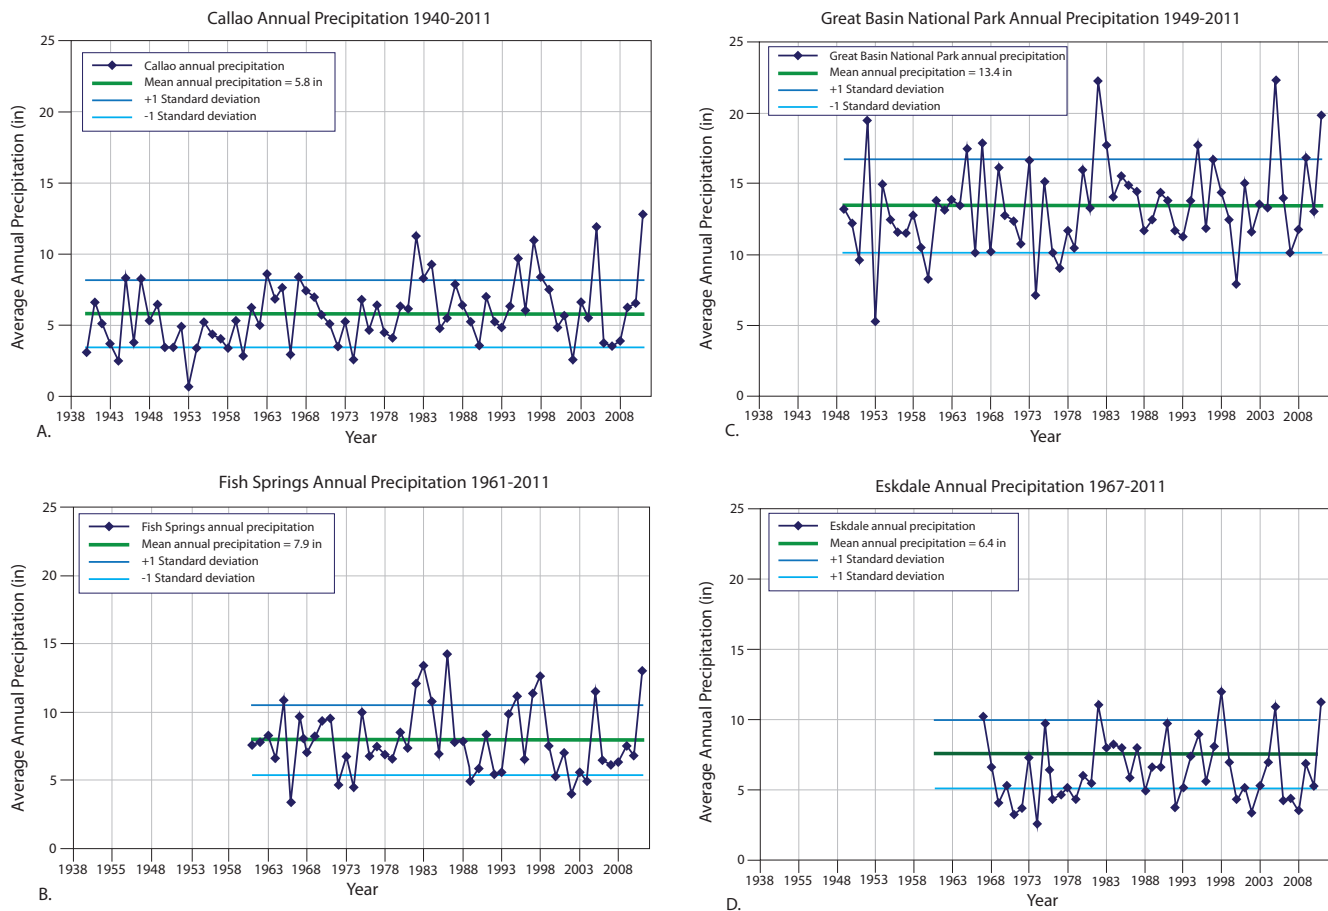 Callao Annual Precipitation 1940-2011
25
20
15
10
5
0
Average Annual Precipitation (in)
Callao annual precipitation
Mean annual precipitation = 5.8 in
+1 Standard deviation
-1 Standard deviation
1938 1943 1948 1953 1958 1963 1968 1973 1978 1983 1988 1993 1998 2003 2008
Year
A.
Great Basin National Park Annual Precipitation 1949-2011
25
20
15
10
5
0
Average Annual Precipitation (in)
Great Basin National Park annual precipitation
Mean annual precipitation = 13.4 in
+1 Standard deviation
-1 Standard deviation
1938 1943 1948 1953 1958 1963 1968 1973 1978 1983 1988 1993 1998 2003 2008
Year
C.
Fish Springs Annual Precipitation 1961-2011
25
20
15
10
5
0
Average Annual Precipitation (in)
Fish Springs annual precipitation
Mean annual precipitation = 7.9 in
+1 Standard deviation
-1 Standard deviation
1938 1955 1948 1953 1958 1963 1968 1973 1978 1983 1988 1993 1998 2003 2008
Year
B.
Eskdale Annual Precipitation 1967-2011
25
20
15
10
5
0
Average Annual Precipitation (in)
Eskdale annual precipitation
Mean annual precipitation = 6.4 in
+1 Standard deviation
+1 Standard deviation
1938 1955 1948 1953 1958 1963 1968 1973 1978 1983 1988 1993 1998 2003 2008
Year
D.